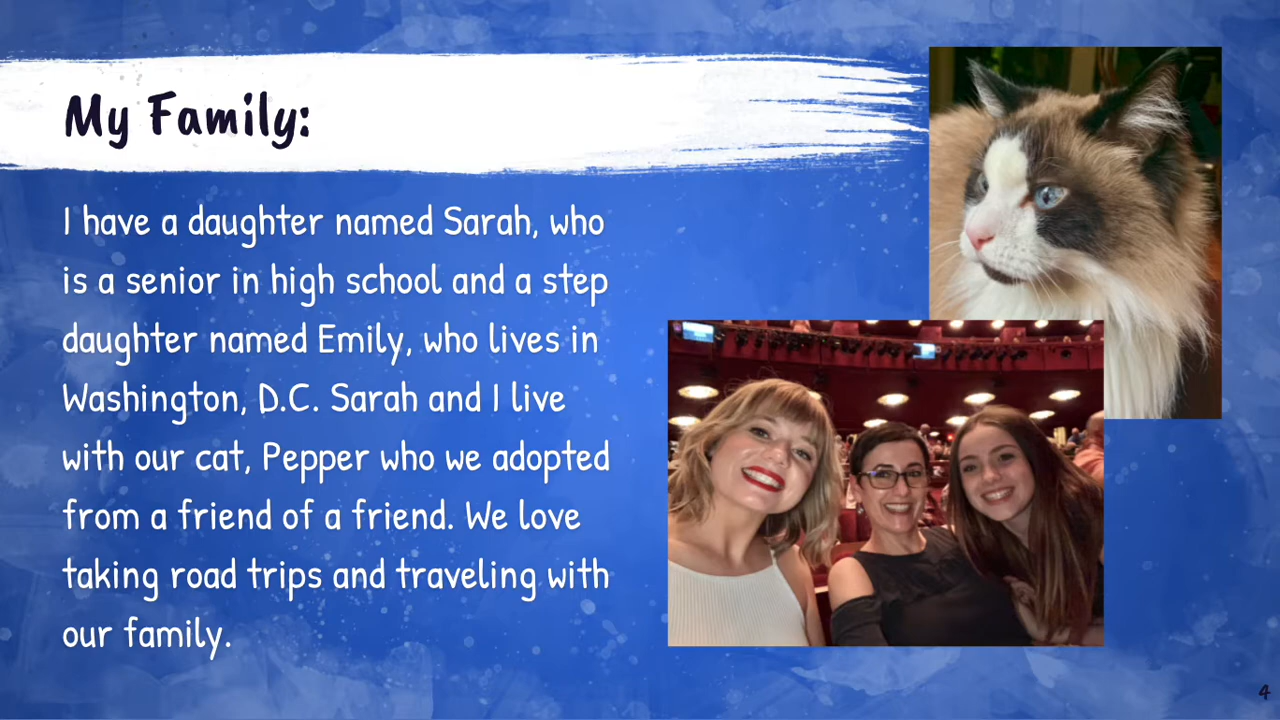 My Family:
I have a daughter named Sarah, who
is a senior in high school and a step
daughter named Emily, who lives in
Washington, D.C. Sarah and I live
with our cat, Pepper who we adopted
from a friend of a friend. We love
taking road trips and traveling with
our family.
4